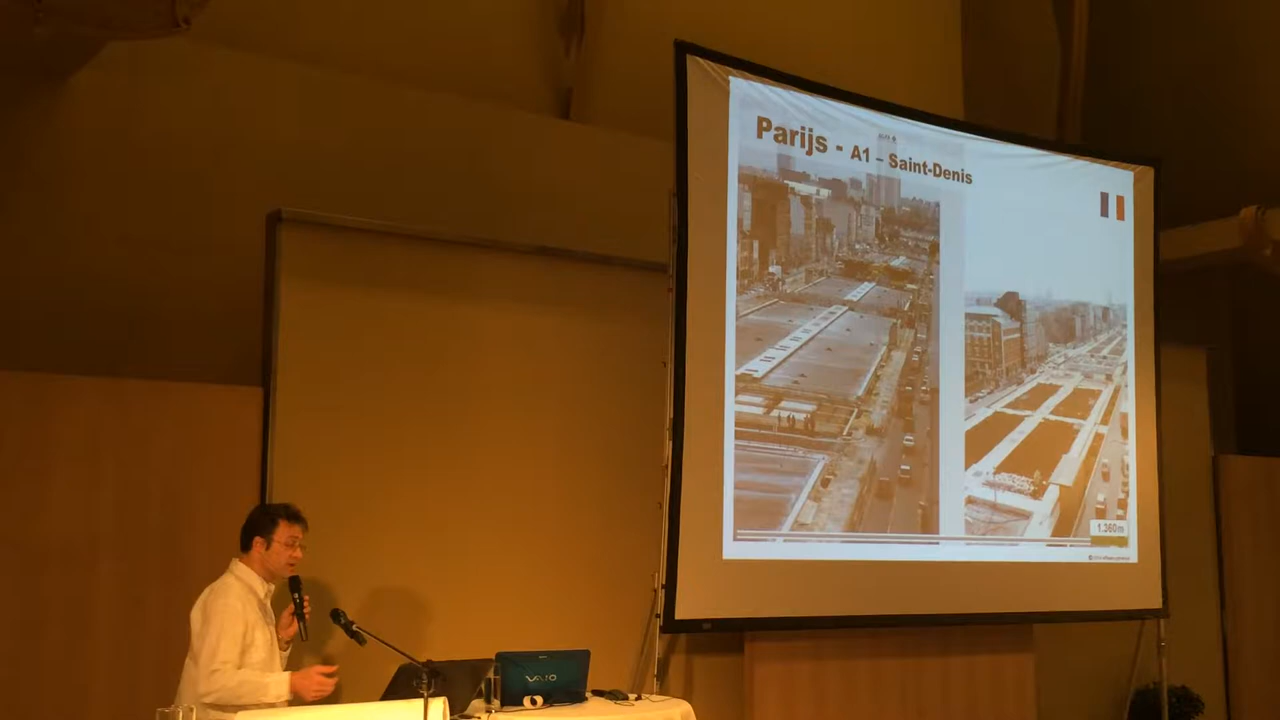 Parijs - A1 – Saint-Denis
1.360m
VAIO